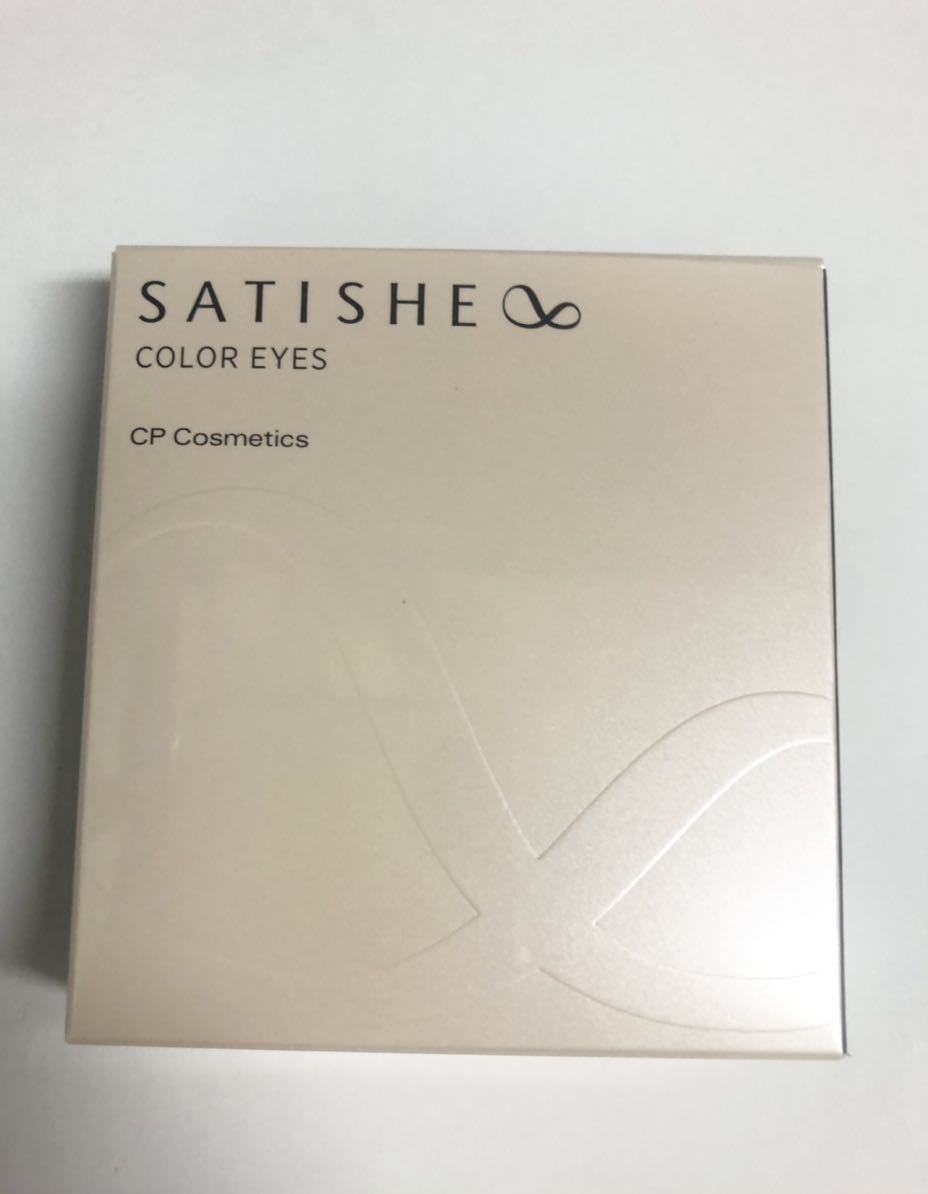 SATISHE
COLOR EYES
CP Cosmetics